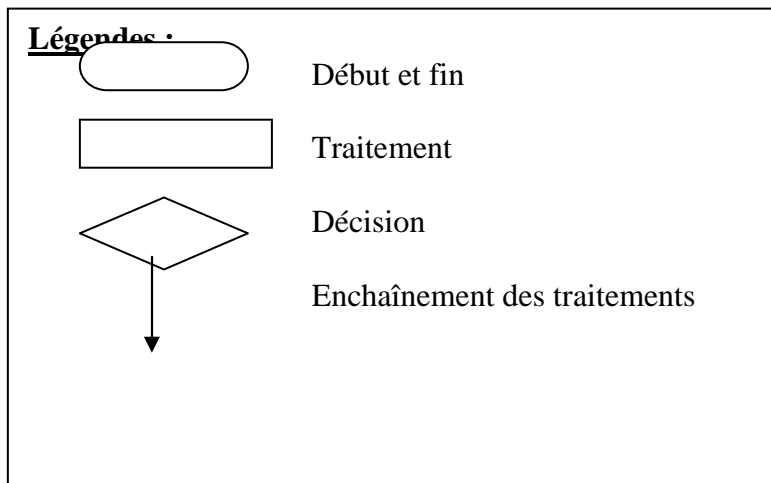 Légendes :
Début et fin
Traitement
Décision
Enchaînement des traitements